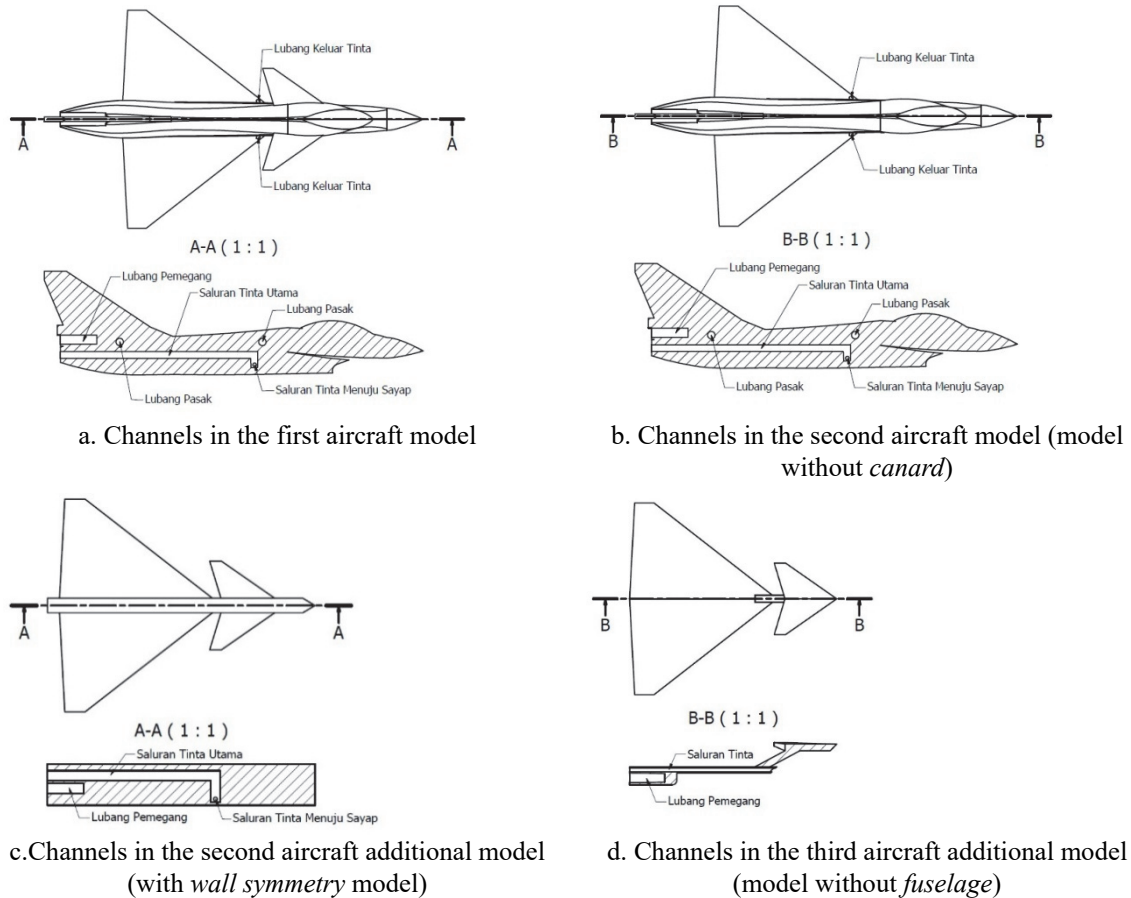 Lubang Keluar Tinta
A
A
Lubang Keluar Tinta
A-A ( 1 : 1 )
Lubang Pemegang
Saluran Tinta Utama
Lubang Pasak
Saluran Tinta Menuju Sayap
Lubang Pasak
a. Channels in the first aircraft model
Lubang Keluar Tinta
B
B
Lubang Keluar Tinta
B-B ( 1 : 1 )
Lubang Pemegang
Saluran Tinta Utama
Lubang Pasak
Lubang Pasak
Saluran Tinta Menuju Sayap
b. Channels in the second aircraft model (model
without canard)
A
A
A-A ( 1 : 1 )
Saluran Tinta Utama
Lubang Pemegang
Saluran Tinta Menuju Sayap
c.Channels in the second aircraft additional model
(with wall symmetry model)
B
B
B-B ( 1 : 1 )
Saluran Tinta
Lubang Pemegang
d. Channels in the third aircraft additional model
(model without fuselage)